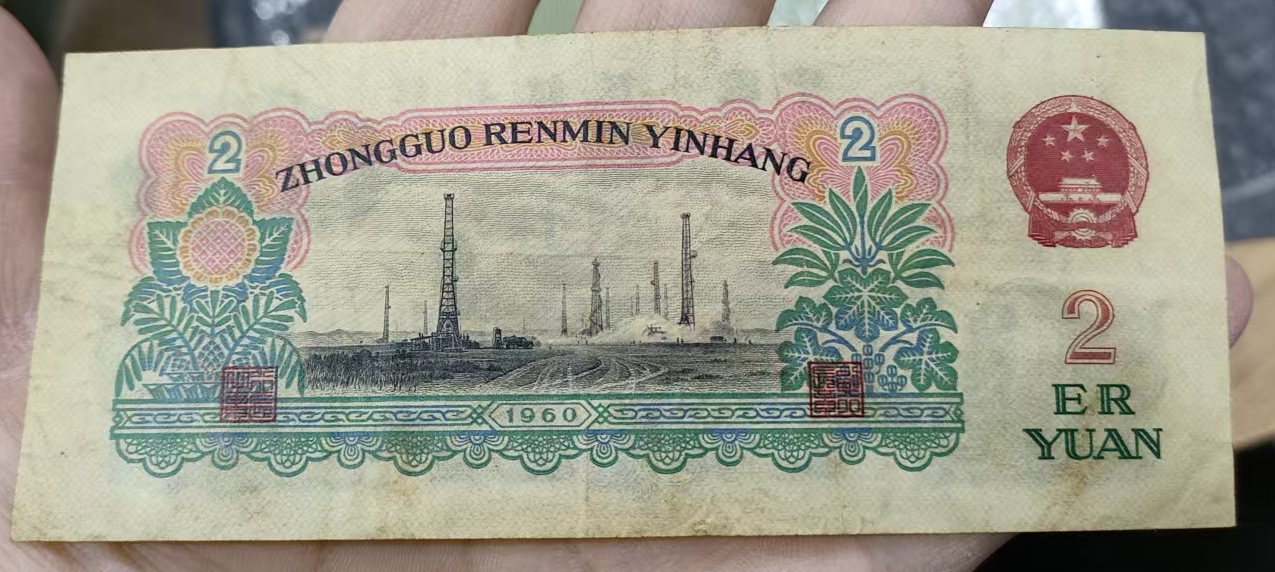 2
2
ZHONGGUO RENMIN YINHANG
1960
2
ER
YUAN